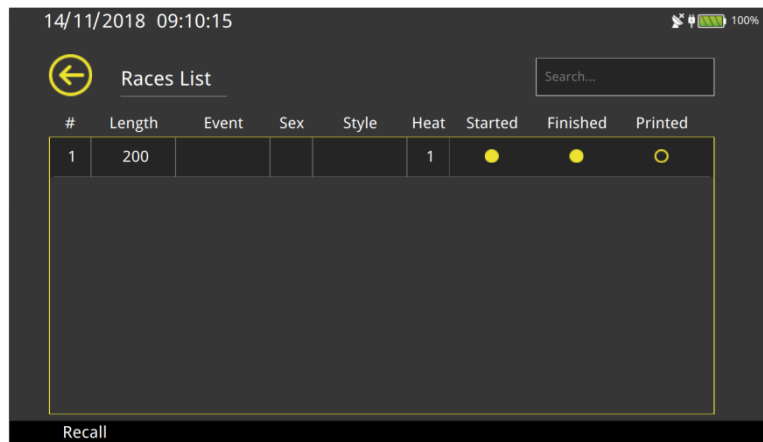 14/11/2018 09:10:15 100%
Races List Search...
# Length Event Sex Style Heat Started Finished Printed
1 200 1
Recall